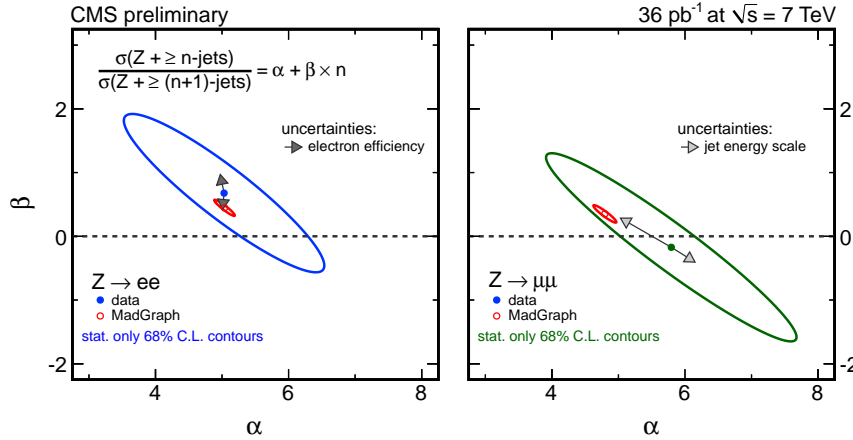 CMS preliminary
36 pb⁻¹ at √s = 7 TeV
σ(Z + ≥ n-jets)
σ(Z + ≥ (n+1)-jets) = α + β × n
uncertainties:
electron efficiency
Z → ee
data
MadGraph
stat. only 68% C.L. contours
β
2
0
-2
4
6
8
α
uncertainties:
jet energy scale
Z → μμ
data
MadGraph
stat. only 68% C.L. contours
2
0
-2
4
6
8
α
β